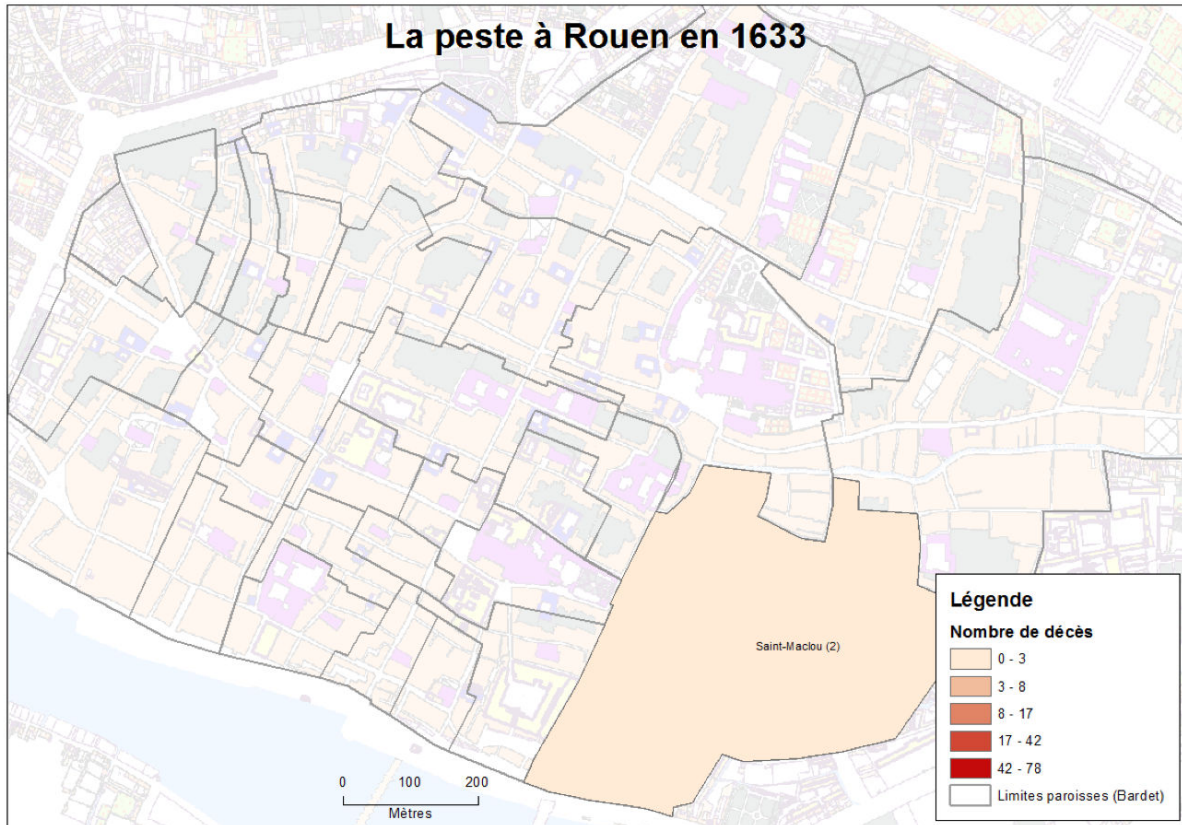 La peste à Rouen en 1633
Saint-Maclou (2)
Légende
Nombre de décès
0 - 3
3 - 8
8 - 17
17 - 42
42 - 78
Limites paroisses (Bardet)
0 100 200
Mètres